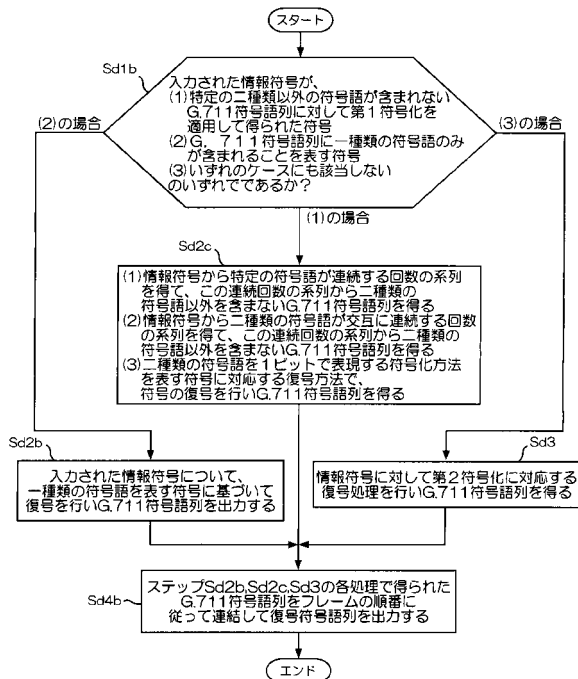 スタート
Sd1b
入力された情報符号が、
(1)特定の二種類以外の符号語が含まれない
G.711符号語列に対して第1符号化を
適用して得られた符号
(2)G．７１１符号語列に一種類の符号語のみ
が含まれることを表す符号
(3)いずれのケースにも該当しない
のいずれでであるか？
(2)の場合
(3)の場合
(1)の場合
Sd2c
(1)情報符号から特定の符号語が連続する回数の系列
を得て、この連続回数の系列から二種類の
符号語以外を含まないG.711符号語列を得る
(2)情報符号から二種類の符号語が交互に連続する回数
の系列を得て、この連続回数の系列から二種類の
符号語以外を含まないG.711符号語列を得る
(3)二種類の符号語を1ビットで表現する符号化方法
を表す符号に対応する復号方法で、
符号の復号を行いG.711符号語列を得る
Sd2b
入力された情報符号について、
一種類の符号語を表す符号に基づいて
復号を行いG.711符号語列を出力する
Sd3
情報符号に対して第2符号化に対応する
復号処理を行いG.711符号語列を得る
Sd4b
ステップSd2b,Sd2c,Sd3の各処理で得られた
G.711符号語列をフレームの順番に
従って連結して復号符号語列を出力する
エンド